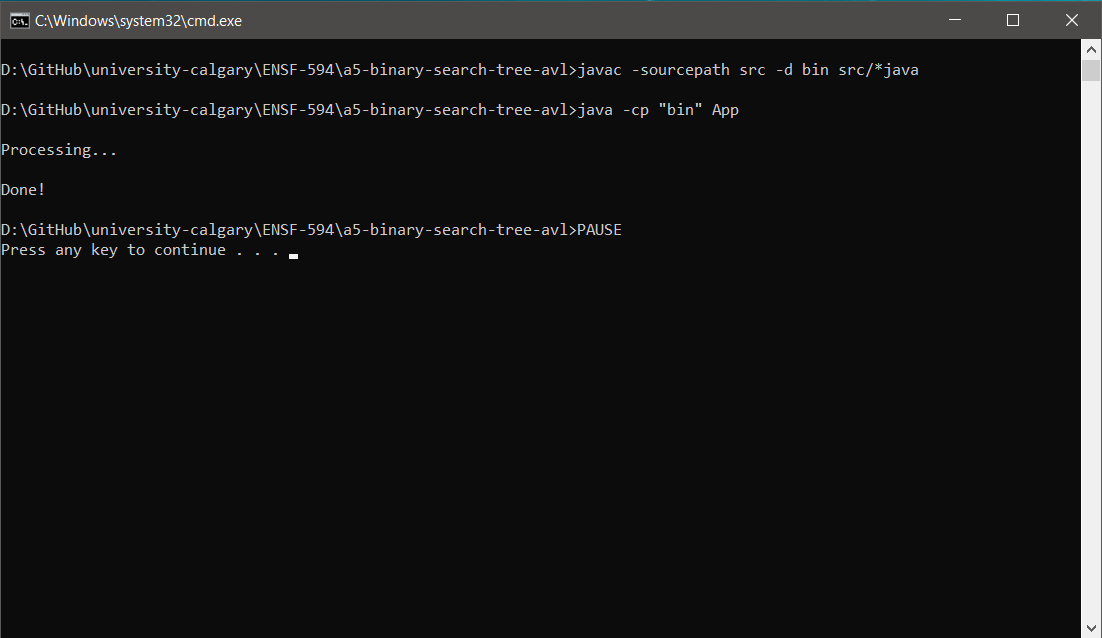 C:\Windows\system32\cmd.exe
D:\GitHub\university-calgary\ENSF-594\a5-binary-search-tree-avl>javac -sourcepath src -d bin src/*java
D:\GitHub\university-calgary\ENSF-594\a5-binary-search-tree-avl>java -cp "bin" App
Processing...
Done!
D:\GitHub\university-calgary\ENSF-594\a5-binary-search-tree-avl>PAUSE
Press any key to continue . . .